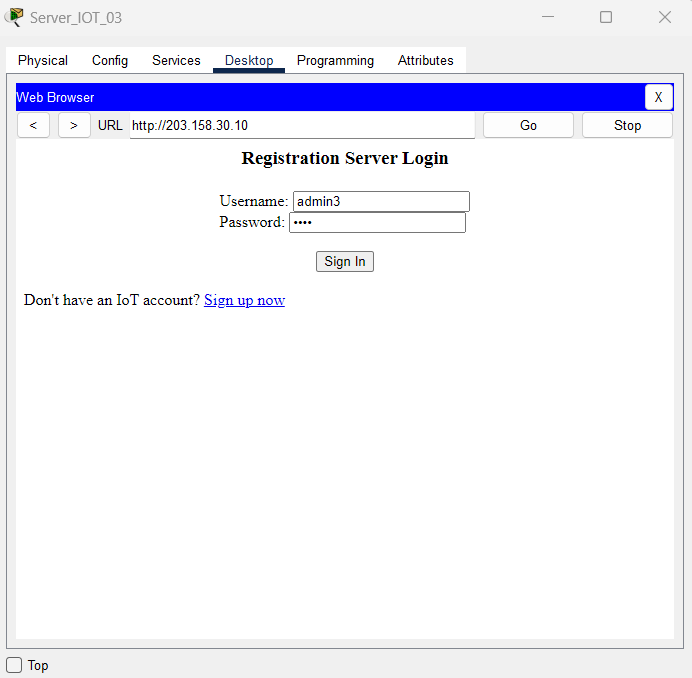 Server_IOT_03
Physical Config Services Desktop Programming Attributes
Web Browser X
< > URL http://203.158.30.10 Go Stop
Registration Server Login
Username: admin3
Password: ••••
Sign In
Don't have an IoT account? Sign up now
Top